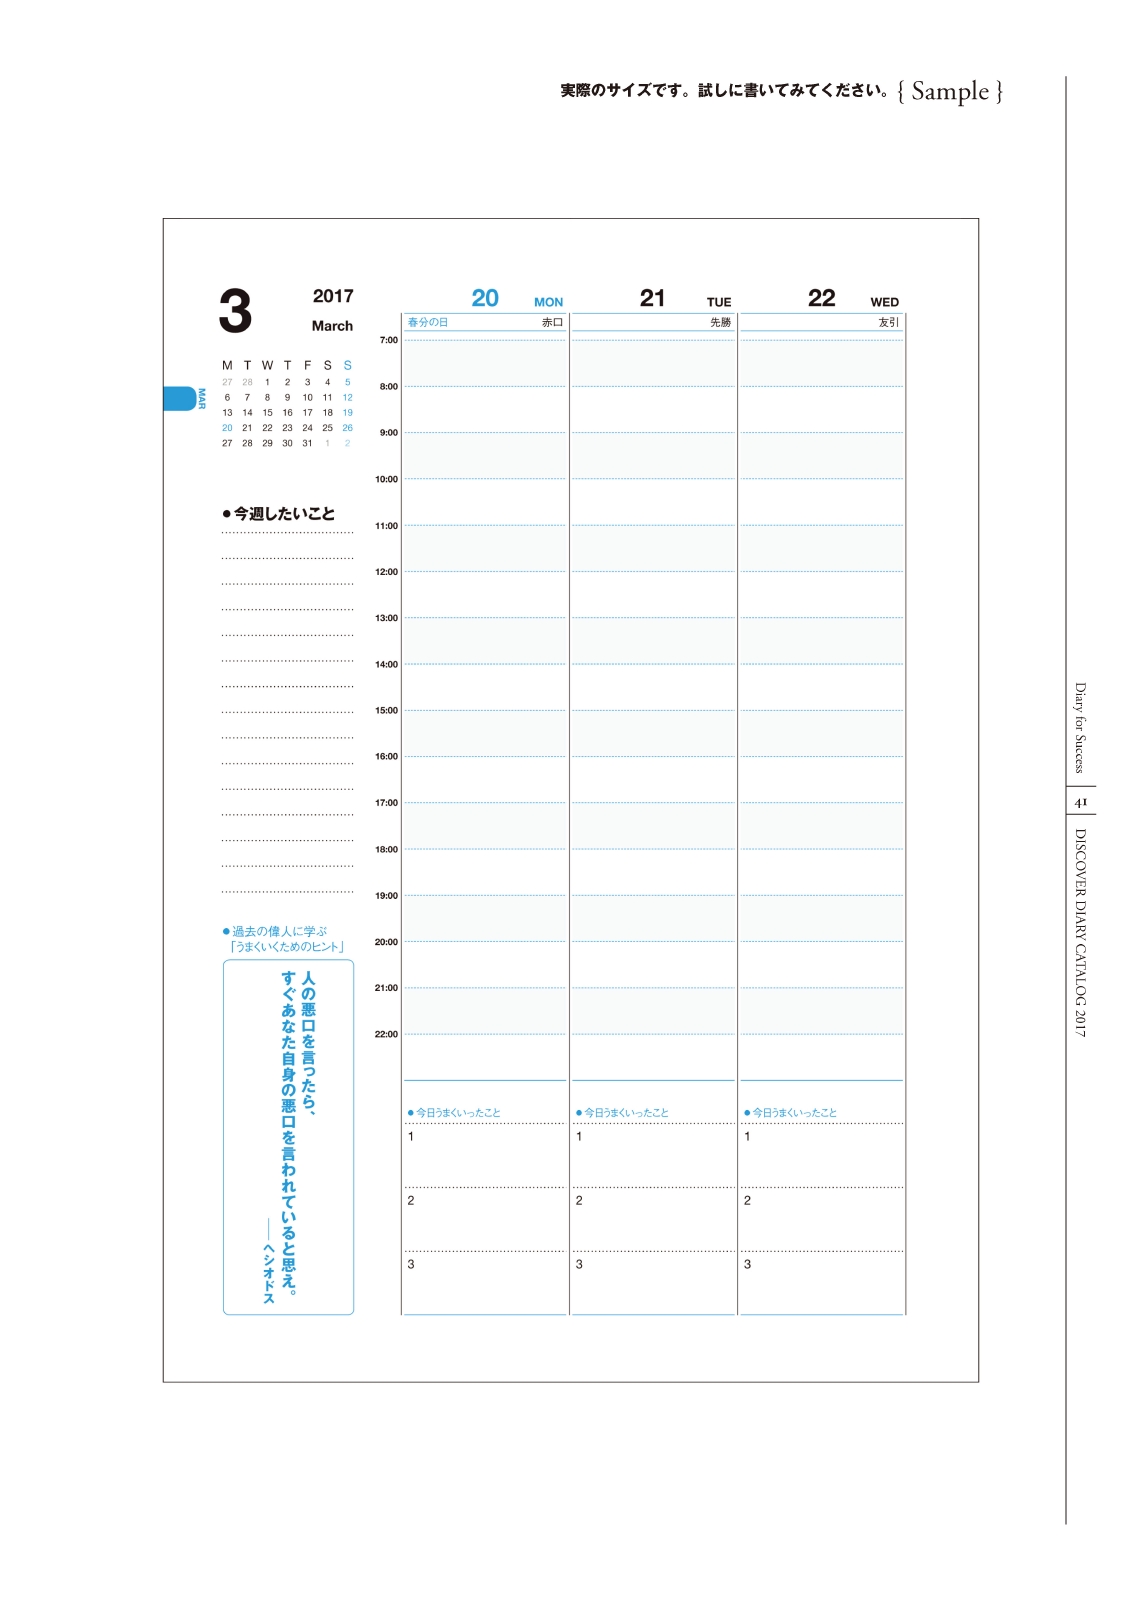 実際のサイズです。試しに書いてみてください。{ Sample }
3
2017
March
M T W T F S S
27 28 1 2 3 4 5
6 7 8 9 10 11 12
13 14 15 16 17 18 19
20 21 22 23 24 25 26
27 28 29 30 31 1 2
MAR
●今週したいこと
●過去の偉人に学ぶ
「うまくいくためのヒント」
人の悪口を言ったら、
すぐあなた自身の悪口を言われていると思え。
——ヘシオドス
20 MON
春分の日 赤口
21 TUE
先勝
22 WED
友引
7:00
8:00
9:00
10:00
11:00
12:00
13:00
14:00
15:00
16:00
17:00
18:00
19:00
20:00
21:00
22:00
●今日うまくいったこと
1
2
3
●今日うまくいったこと
1
2
3
●今日うまくいったこと
1
2
3
Diary for Success
41
DISCOVER DIARY CATALOG 2017